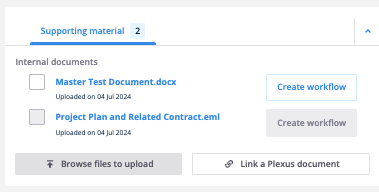 Supporting material 2
Internal documents
Master Test Document.docx
Create workflow
Uploaded on 04 Jul 2024
Project Plan and Related Contract.eml
Create workflow
Uploaded on 04 Jul 2024
Browse files to upload
Link a Plexus document